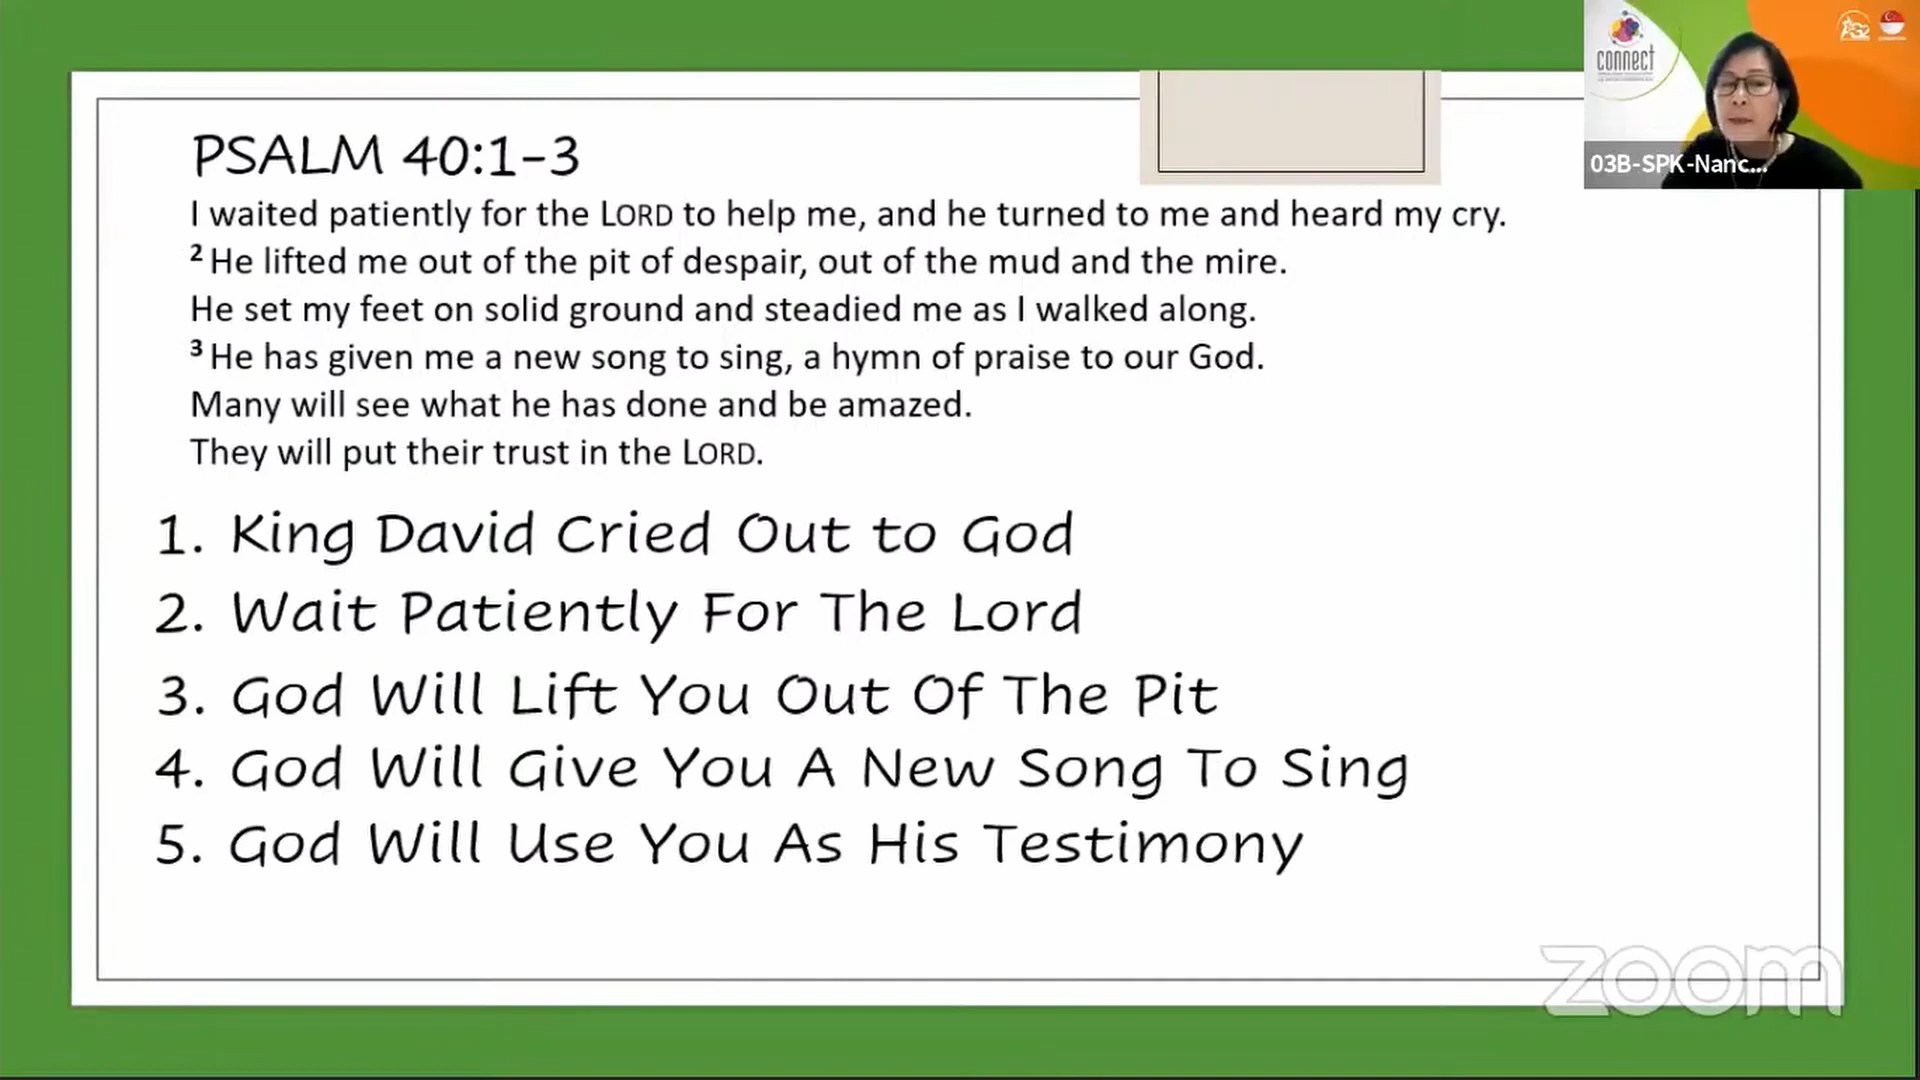 PSALM 40:1-3
I waited patiently for the LORD to help me, and he turned to me and heard my cry.
2 He lifted me out of the pit of despair, out of the mud and the mire.
He set my feet on solid ground and steadied me as I walked along.
3 He has given me a new song to sing, a hymn of praise to our God.
Many will see what he has done and be amazed.
They will put their trust in the LORD.
1. King David Cried Out to God
2. Wait Patiently For The Lord
3. God Will Lift You Out Of The Pit
4. God Will Give You A New Song To Sing
5. God Will Use You As His Testimony
connect
03B-SPK-Nanc...
zoom